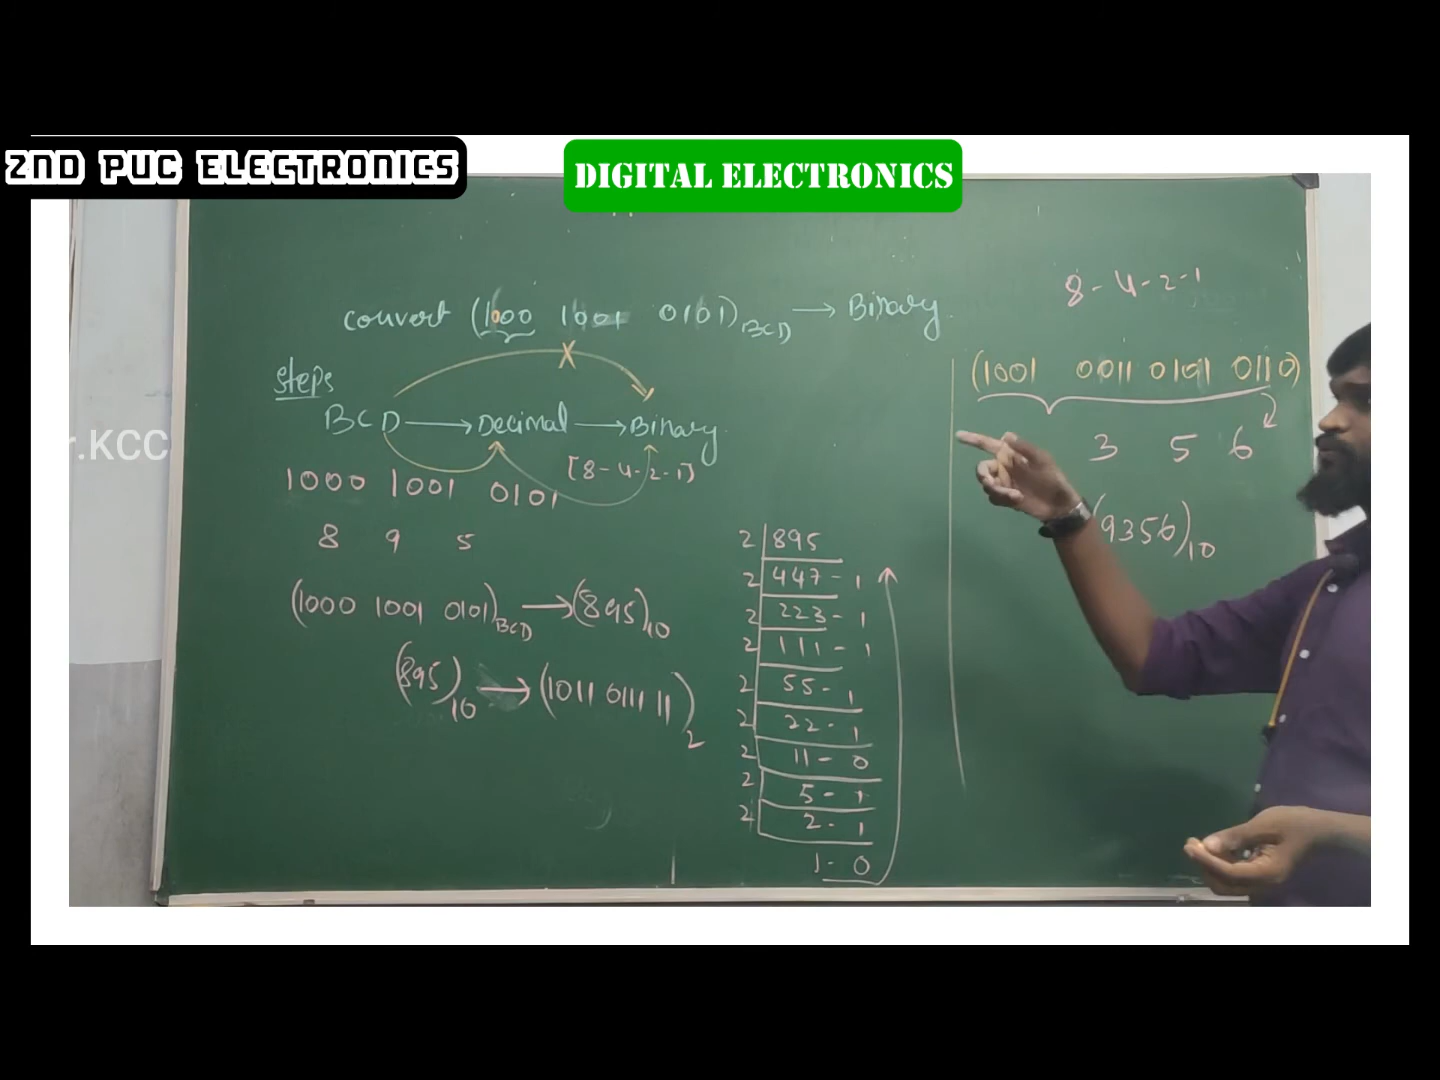 2ND PUC ELECTRONICS
DIGITAL ELECTRONICS
8-4-2-1
convert (1000 1001 0101)BCD → Binary.
steps
BCD → Decimal → Binary.
X
[8-4-2-1]
1000 1001 0101
8 9 5
(1000 1001 0101)BCD → (895)10
(895)10 → (1011 0111 11)2
2 895
2 447 - 1
2 223 - 1
2 111 - 1
2 55 - 1
2 22 - 1
2 11 - 0
2 5 - 1
2 2 - 1
1 - 0
(1001 0011 0101 0110)
3 5 6
(9356)10
r.KCC